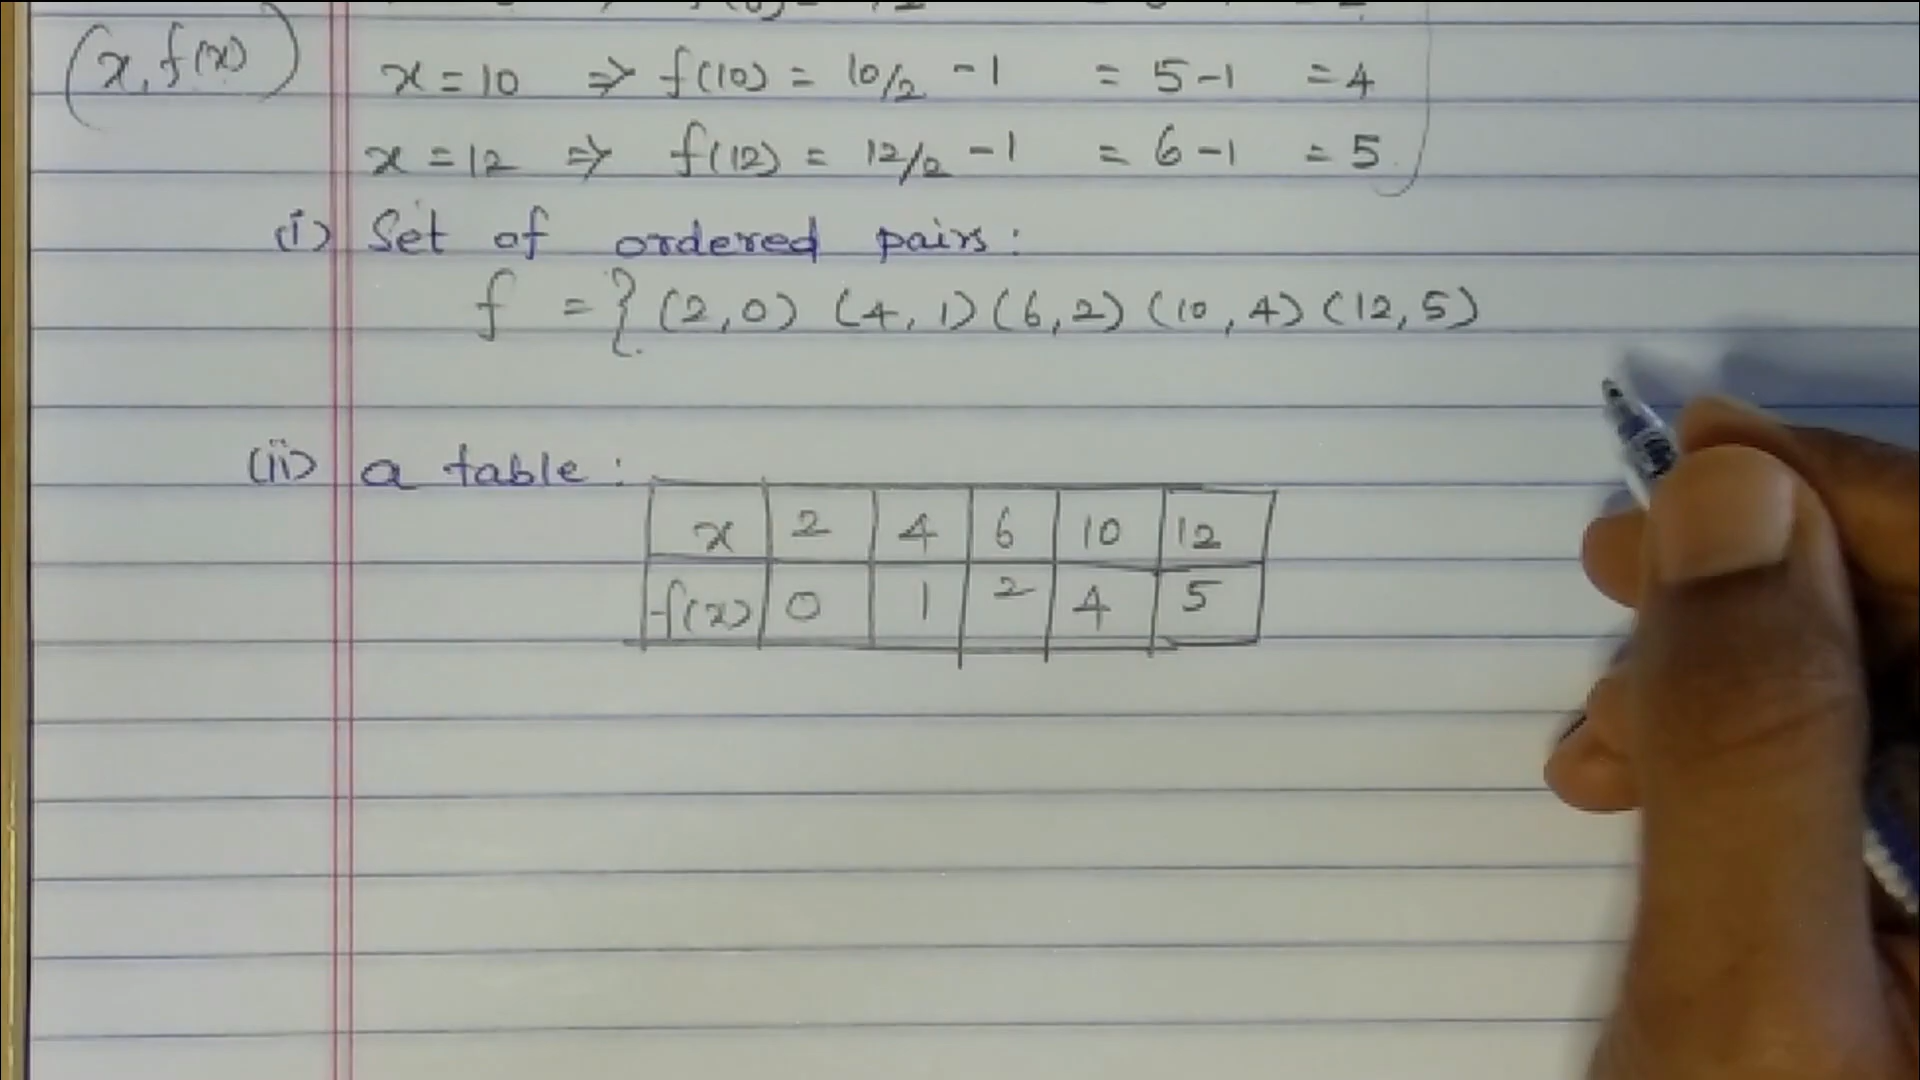 (x, f(x))
x = 10 ⇒ f(10) = 10/2 - 1 = 5 - 1 = 4
x = 12 ⇒ f(12) = 12/2 - 1 = 6 - 1 = 5
(i) Set of ordered pairs :
f = { (2, 0) (4, 1) (6, 2) (10, 4) (12, 5)
(ii) a table :
x 2 4 6 10 12
f(x) 0 1 2 4 5